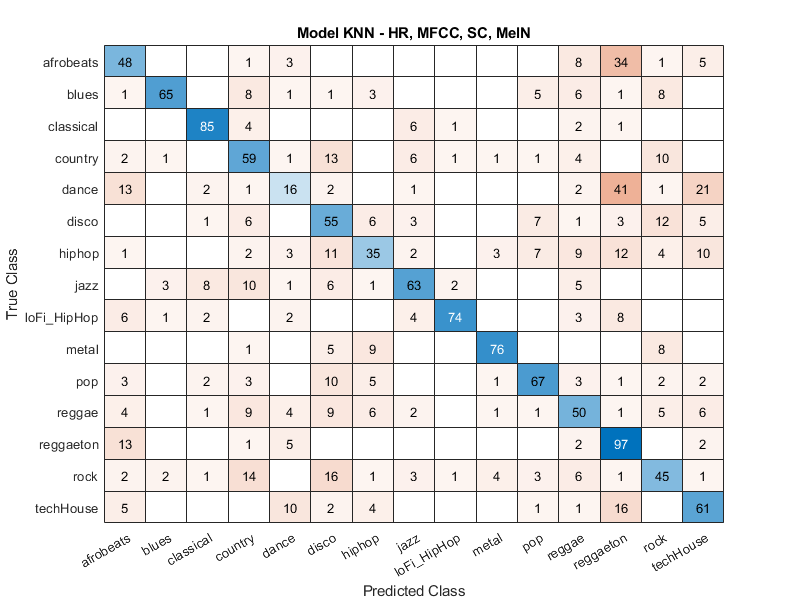 Model KNN - HR, MFCC, SC, MelN
True Class
afrobeats 48 1 3 8 34 1 5
blues 1 65 8 1 1 3 5 6 1 8
classical 85 4 6 1 2 1
country 2 1 59 1 13 6 1 1 1 4 10
dance 13 2 1 16 2 1 2 41 1 21
disco 1 6 55 6 3 7 1 3 12 5
hiphop 1 2 3 11 35 2 3 7 9 12 4 10
jazz 3 8 10 1 6 1 63 2 5
loFi_HipHop 6 1 2 2 4 74 3 8
metal 1 5 9 76 8
pop 3 2 3 10 5 1 67 3 1 2 2
reggae 4 1 9 4 9 6 2 1 1 50 1 5 6
reggaeton 13 1 5 2 97 2
rock 2 2 1 14 16 1 3 1 4 3 6 1 45 1
techHouse 5 10 2 4 1 1 16 61
afrobeats blues classical country dance disco hiphop jazz loFi_HipHop metal pop reggae reggaeton rock techHouse
Predicted Class